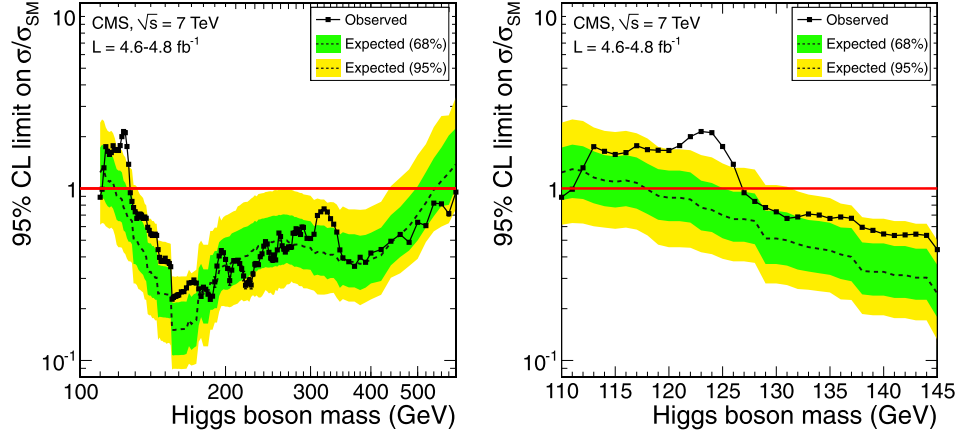 CMS, √s = 7 TeV
L = 4.6-4.8 fb⁻¹
Observed
Expected (68%)
Expected (95%)
95% CL limit on σ/σSM
10
1
10⁻¹
100
200
300
400
500
Higgs boson mass (GeV)
CMS, √s = 7 TeV
L = 4.6-4.8 fb⁻¹
Observed
Expected (68%)
Expected (95%)
95% CL limit on σ/σSM
10
1
10⁻¹
110
115
120
125
130
135
140
145
Higgs boson mass (GeV)